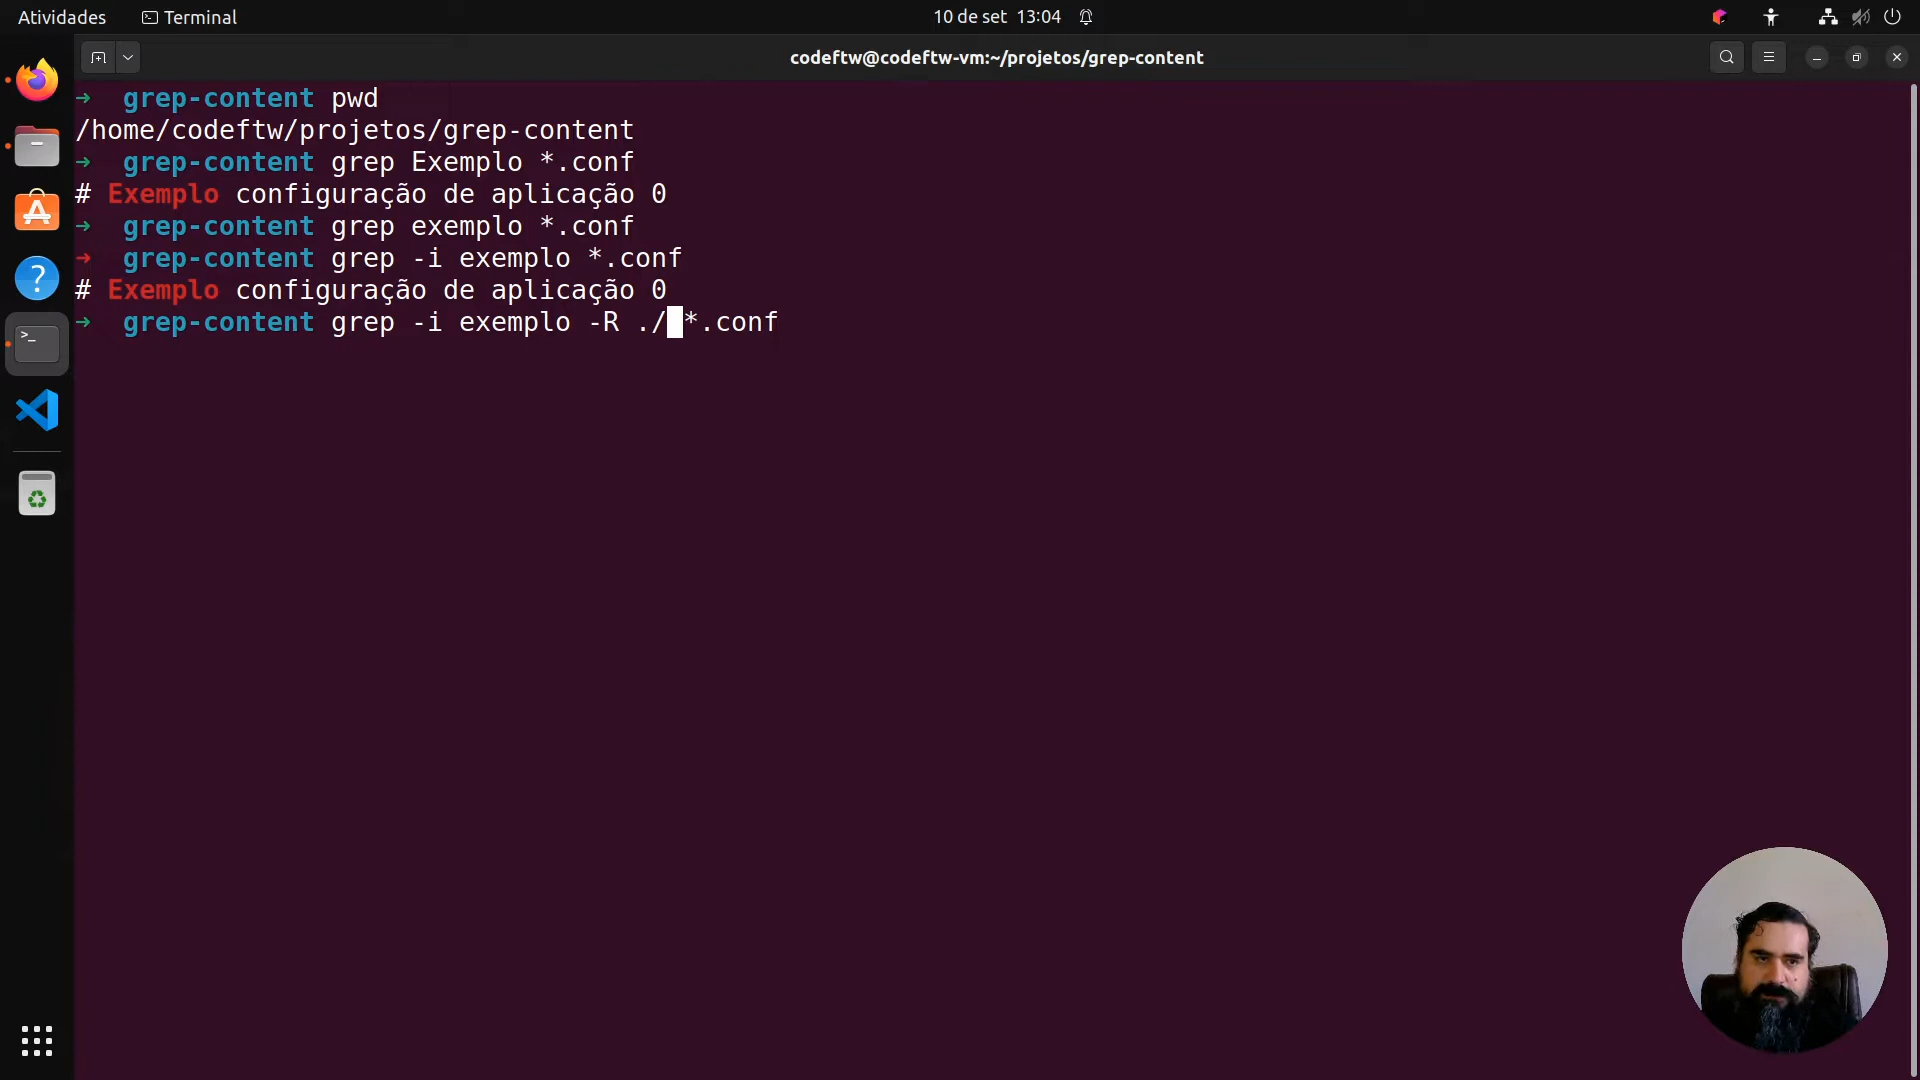 Atividades
Terminal
10 de set 13:04
codeftw@codeftw-vm:~/projetos/grep-content
→ grep-content pwd
/home/codeftw/projetos/grep-content
→ grep-content grep Exemplo *.conf
# Exemplo configuração de aplicação 0
→ grep-content grep exemplo *.conf
→ grep-content grep -i exemplo *.conf
# Exemplo configuração de aplicação 0
→ grep-content grep -i exemplo -R ./ *.conf